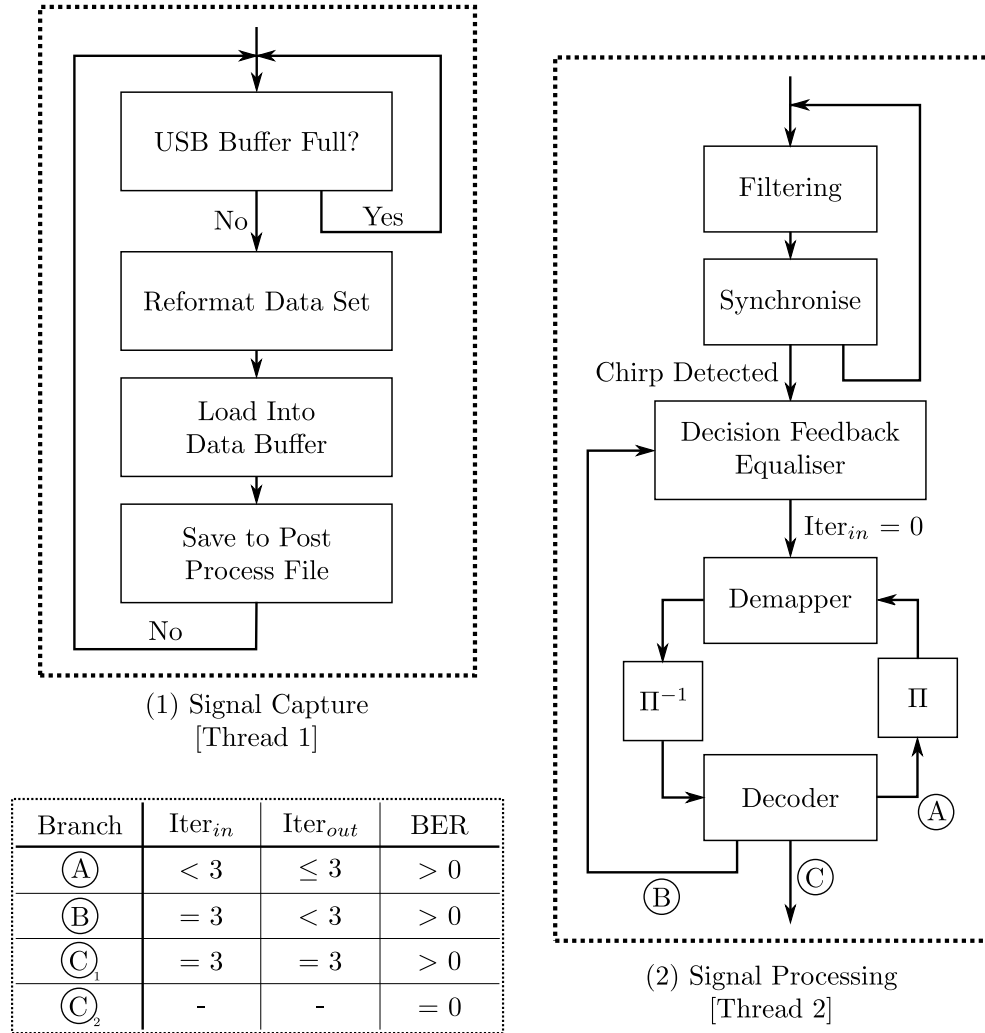 USB Buffer Full?
No
Yes
Reformat Data Set
Load Into
Data Buffer
Save to Post
Process File
No
(1) Signal Capture
[Thread 1]
Branch Iter_in Iter_out BER
A < 3 ≤ 3 > 0
B = 3 < 3 > 0
C_1 = 3 = 3 > 0
C_2 - - = 0
Filtering
Synchronise
Chirp Detected
Decision Feedback
Equaliser
Iter_in = 0
Demapper
Π⁻¹
Π
Decoder
A
B
C
(2) Signal Processing
[Thread 2]